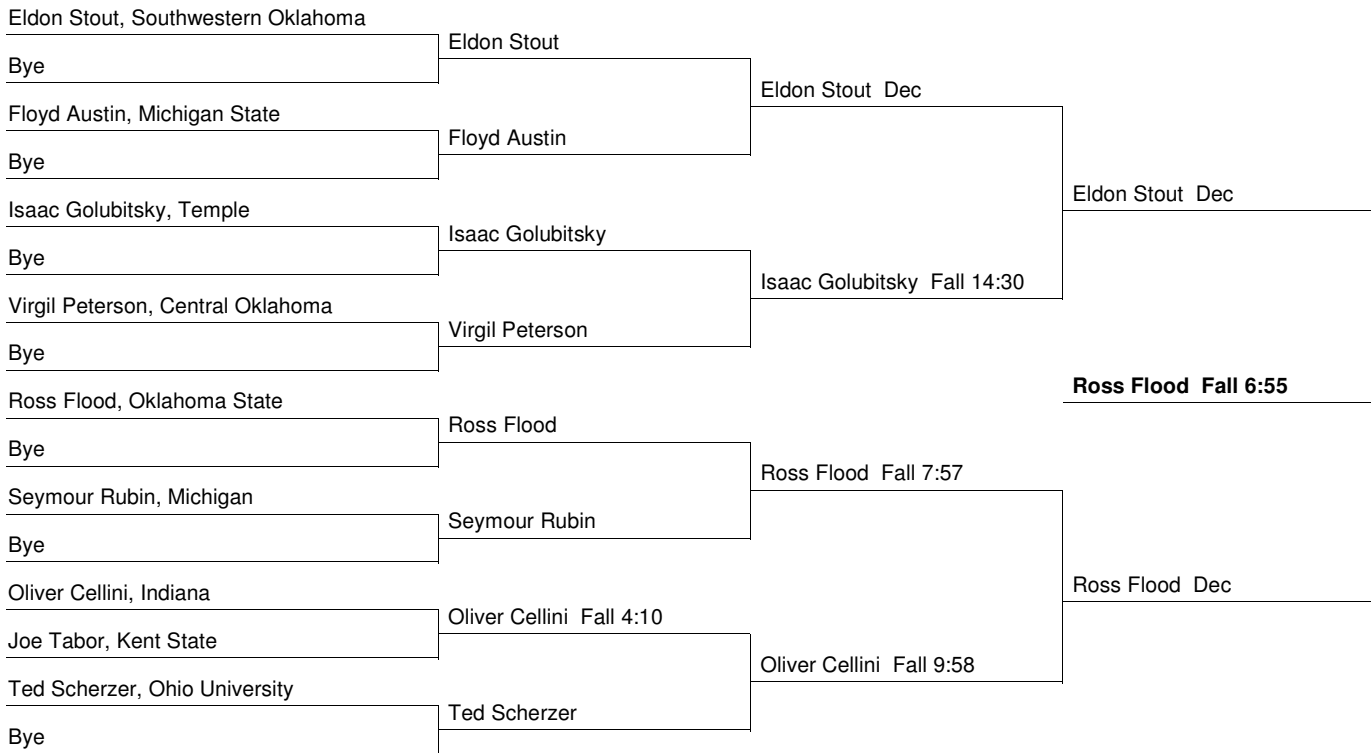 Eldon Stout, Southwestern Oklahoma
Bye
Floyd Austin, Michigan State
Bye
Isaac Golubitsky, Temple
Bye
Virgil Peterson, Central Oklahoma
Bye
Ross Flood, Oklahoma State
Bye
Seymour Rubin, Michigan
Bye
Oliver Cellini, Indiana
Joe Tabor, Kent State
Ted Scherzer, Ohio University
Bye
Eldon Stout
Floyd Austin
Isaac Golubitsky
Virgil Peterson
Ross Flood
Seymour Rubin
Oliver Cellini Fall 4:10
Ted Scherzer
Eldon Stout Dec
Isaac Golubitsky Fall 14:30
Ross Flood Fall 7:57
Oliver Cellini Fall 9:58
Eldon Stout Dec
Ross Flood Fall 6:55
Ross Flood Dec